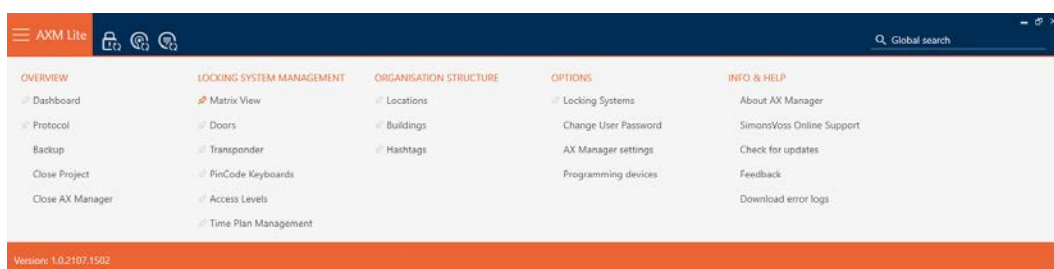 AXM Lite
Global search
OVERVIEW
Dashboard
Protocol
Backup
Close Project
Close AX Manager
LOCKING SYSTEM MANAGEMENT
Matrix View
Doors
Transponder
PinCode Keyboards
Access Levels
Time Plan Management
ORGANISATION STRUCTURE
Locations
Buildings
Hashtags
OPTIONS
Locking Systems
Change User Password
AX Manager settings
Programming devices
INFO & HELP
About AX Manager
SimonsVoss Online Support
Check for updates
Feedback
Download error logs
Version: 1.0.2107.1502